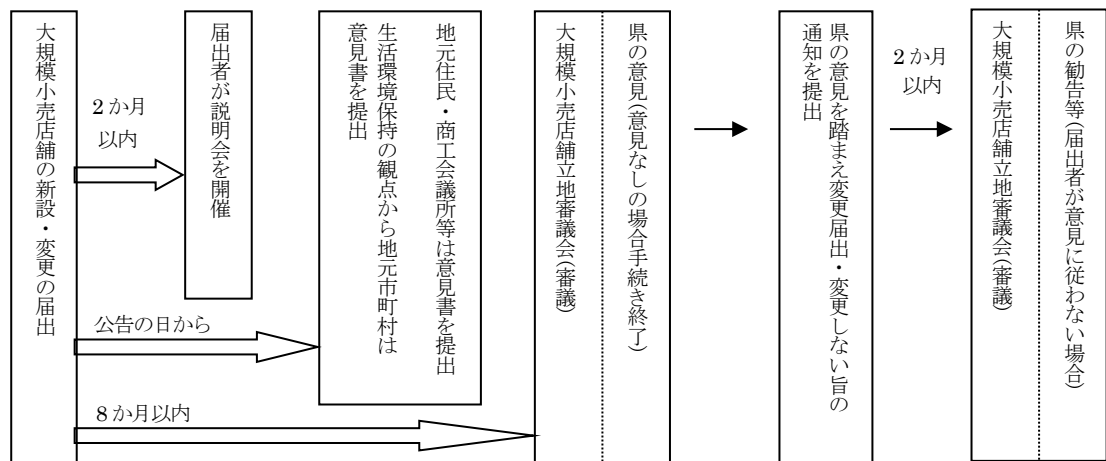 大規模小売店舗の新設・変更の届出
2か月
以内
届出者が説明会を開催
公告の日から
8か月以内
地元住民・商工会議所等は意見書を提出
生活環境保持の観点から地元市町村は
意見書を提出
県の意見(意見なしの場合手続き終了)
大規模小売店舗立地審議会(審議)
県の意見を踏まえ変更届出・変更しない旨の
通知を提出
2か月
以内
県の勧告等(届出者が意見に従わない場合)
大規模小売店舗立地審議会(審議)